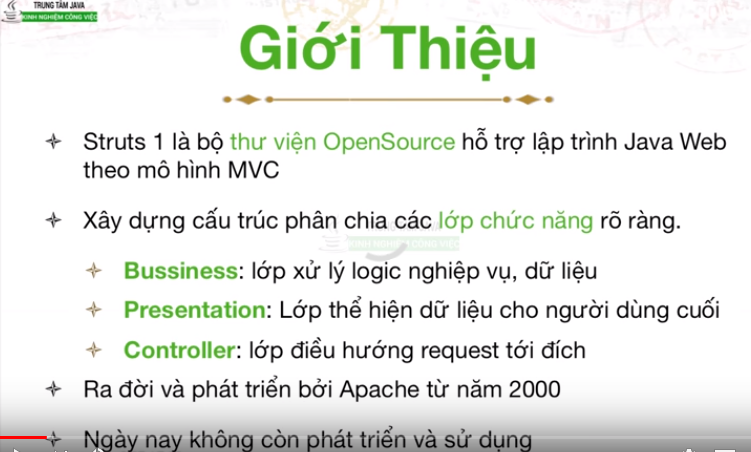 TRUNG TÂM JAVA
KINH NGHIỆM CÔNG VIỆC
Giới Thiệu
Struts 1 là bộ thư viện OpenSource hỗ trợ lập trình Java Web
theo mô hình MVC
Xây dựng cấu trúc phân chia các lớp chức năng rõ ràng.
KINH NGHIỆM CÔNG VIỆC
Bussiness: lớp xử lý logic nghiệp vụ, dữ liệu
Presentation: Lớp thể hiện dữ liệu cho người dùng cuối
Controller: lớp điều hướng request tới đích
Ra đời và phát triển bởi Apache từ năm 2000
Ngày nay không còn phát triển và sử dụng